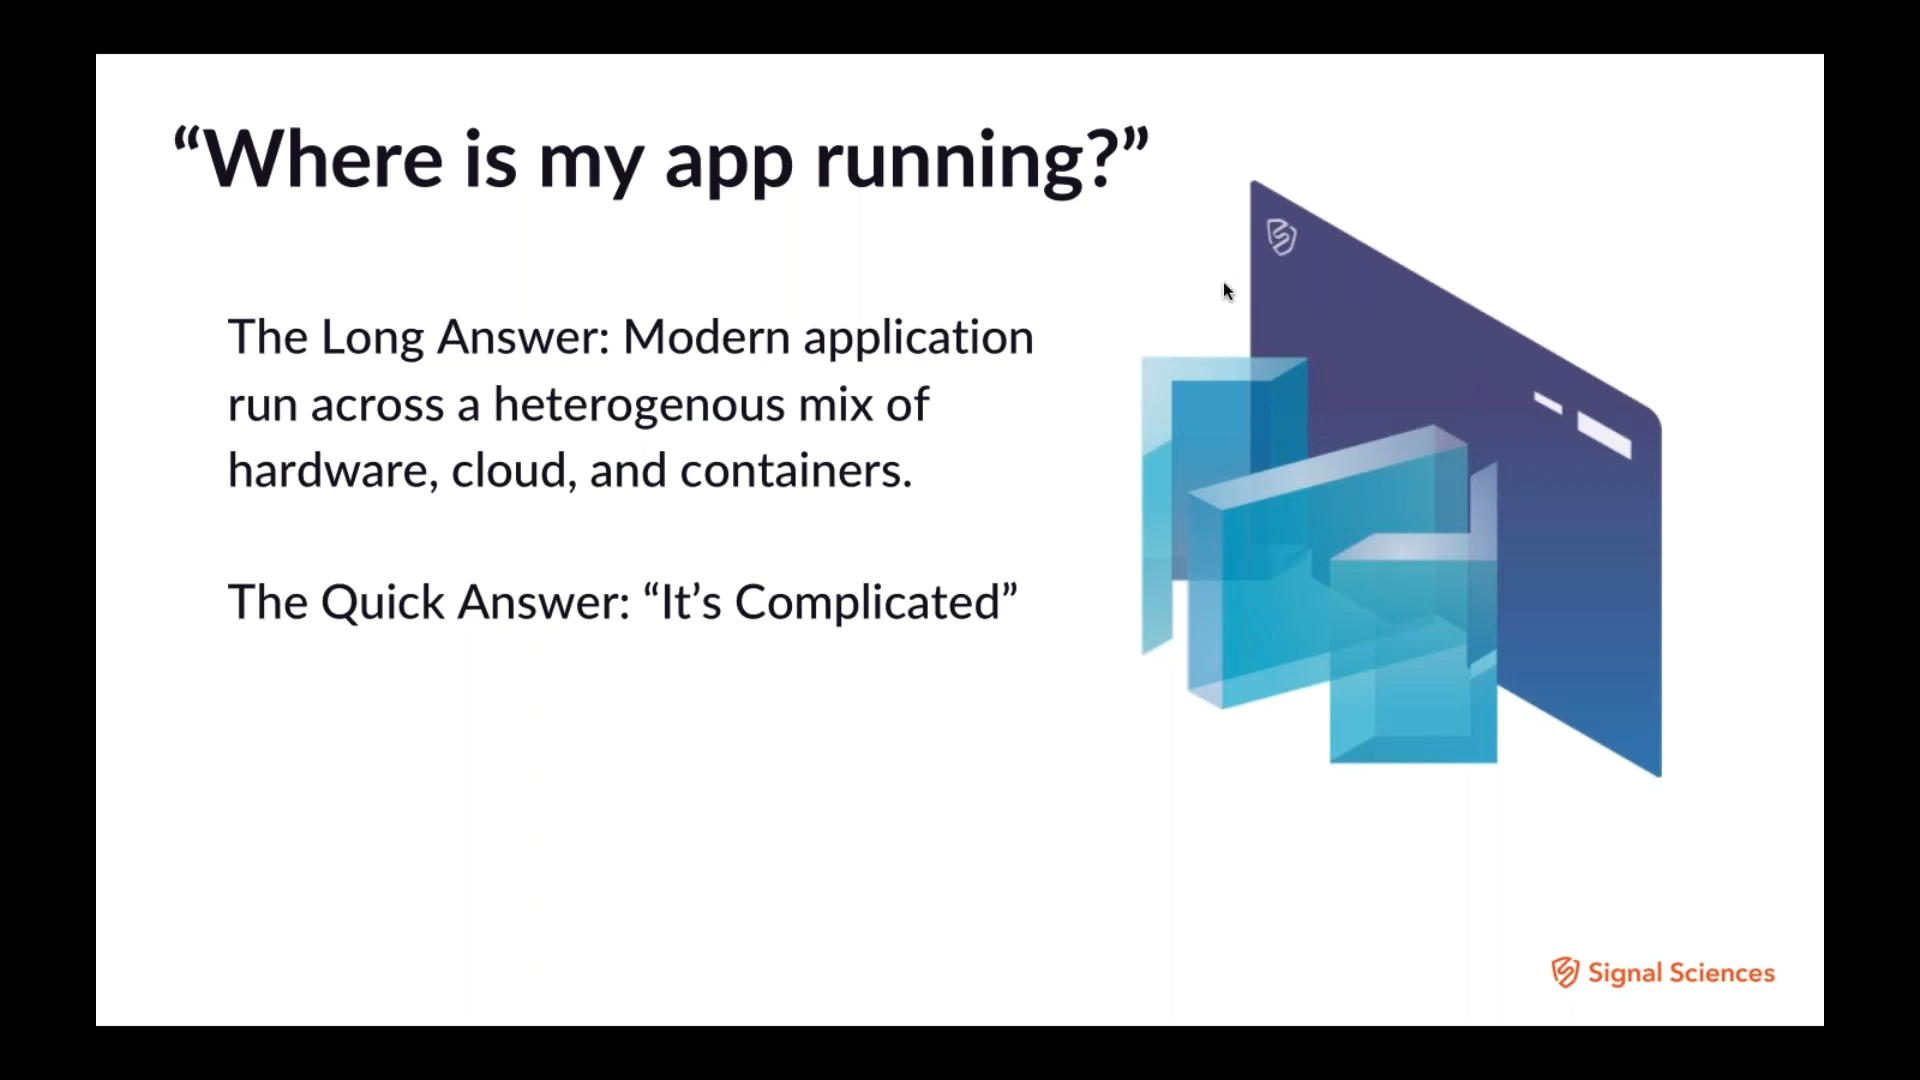 “Where is my app running?”
The Long Answer: Modern application
run across a heterogenous mix of
hardware, cloud, and containers.
The Quick Answer: “It’s Complicated”
Signal Sciences